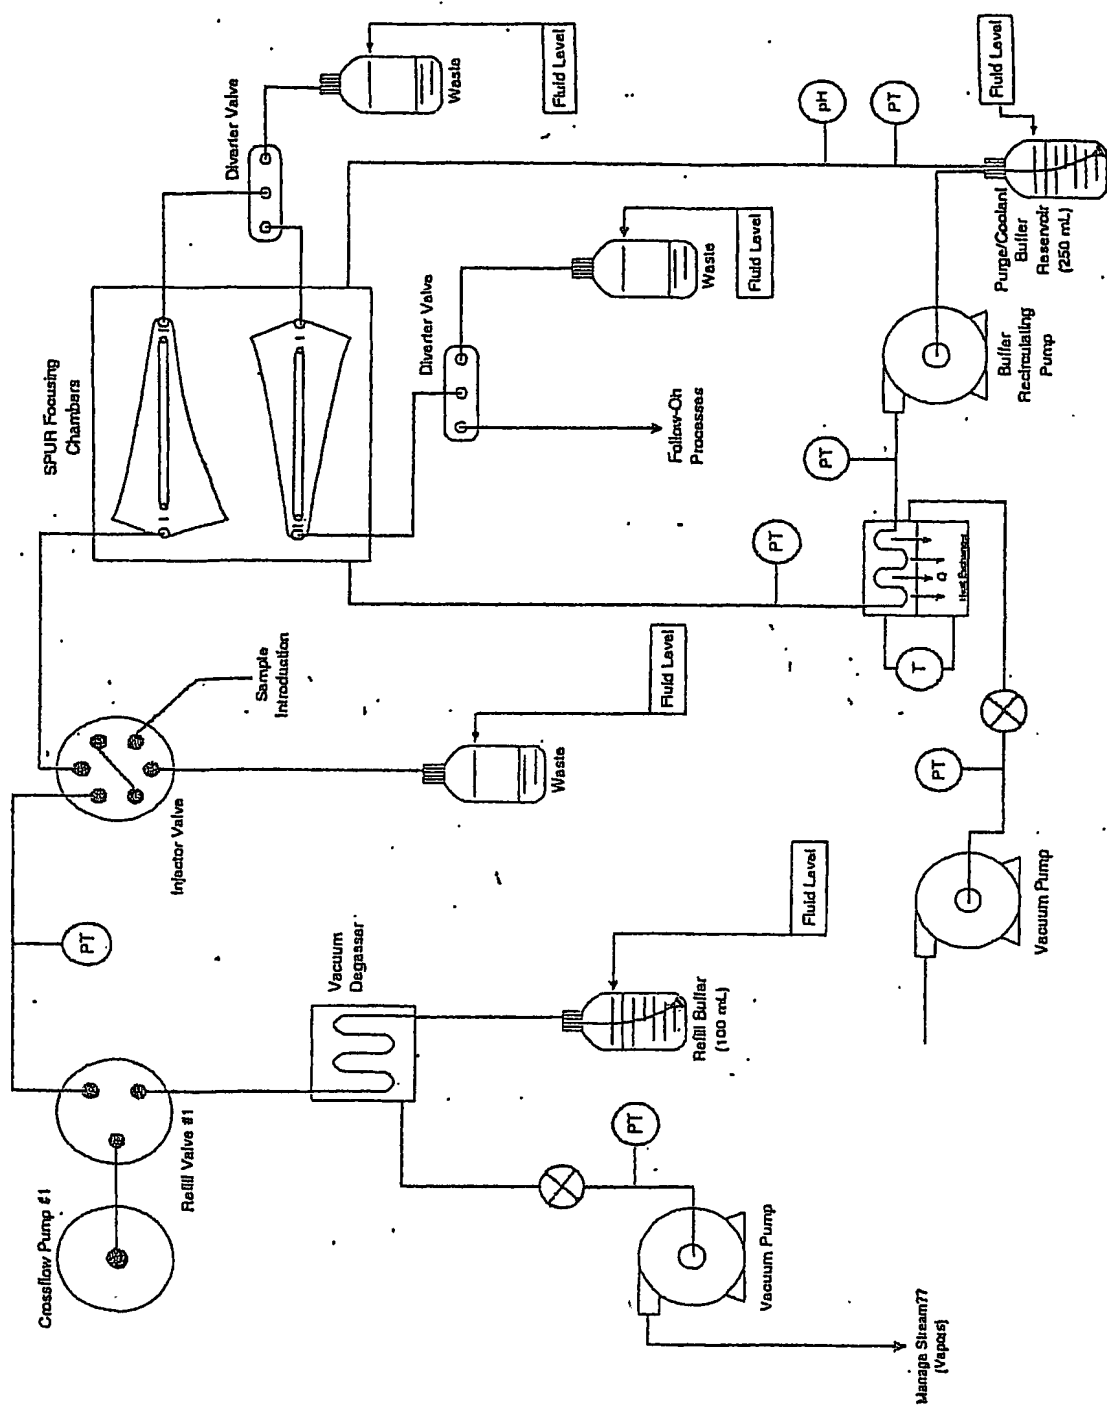 Crossflow Pump #1
Refill Valve #1
PT
Injector Valve
Sample
Introduction
SPUR Focusing
Chambers
Diverter Valve
Waste
Fluid Level
Vacuum
Degasser
Waste
Fluid Level
Diverter Valve
Follow-On
Processes
Waste
Fluid Level
PT
Vacuum Pump
Manage Stream??
(Vapors)
Refill Buffer
(100 mL)
Fluid Level
PT
PT
pH
PT
T
Q
Heat Exchanger
PT
Vacuum Pump
Buffer
Recirculating
Pump
Purge/Coolant
Buffer
Reservoir
(250 mL)
Fluid Level